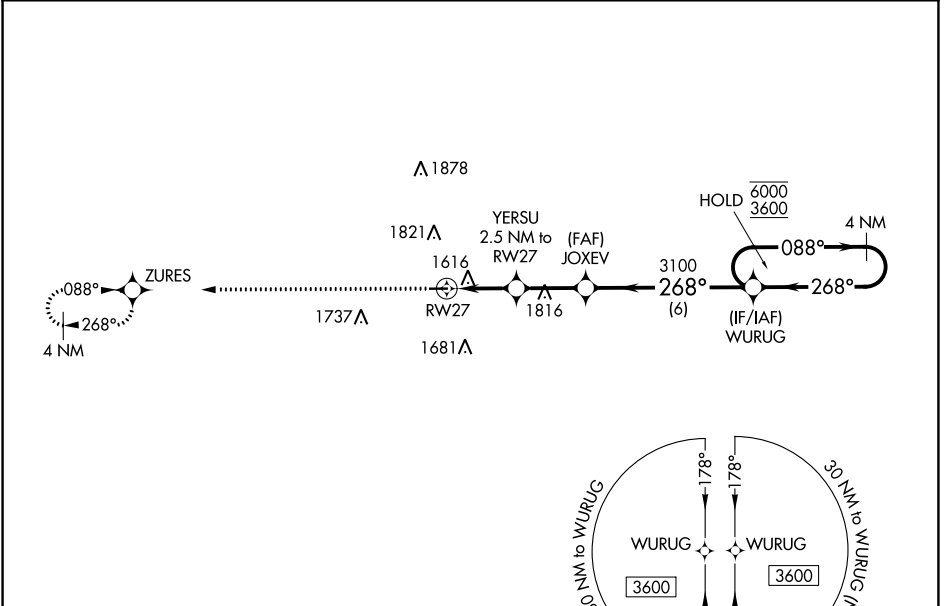 1878
HOLD 6000
3600
4 NM
1821
YERSU
2.5 NM to
RW27
(FAF)
JOXEV
088°
1616
3100
268°
(6)
268°
ZURES
088°
268°
4 NM
RW27
1816
1737
1681
(IF/IAF)
WURUG
178°
178°
NM to WURUG
30 NM to WURUG
WURUG
WURUG
3600
3600